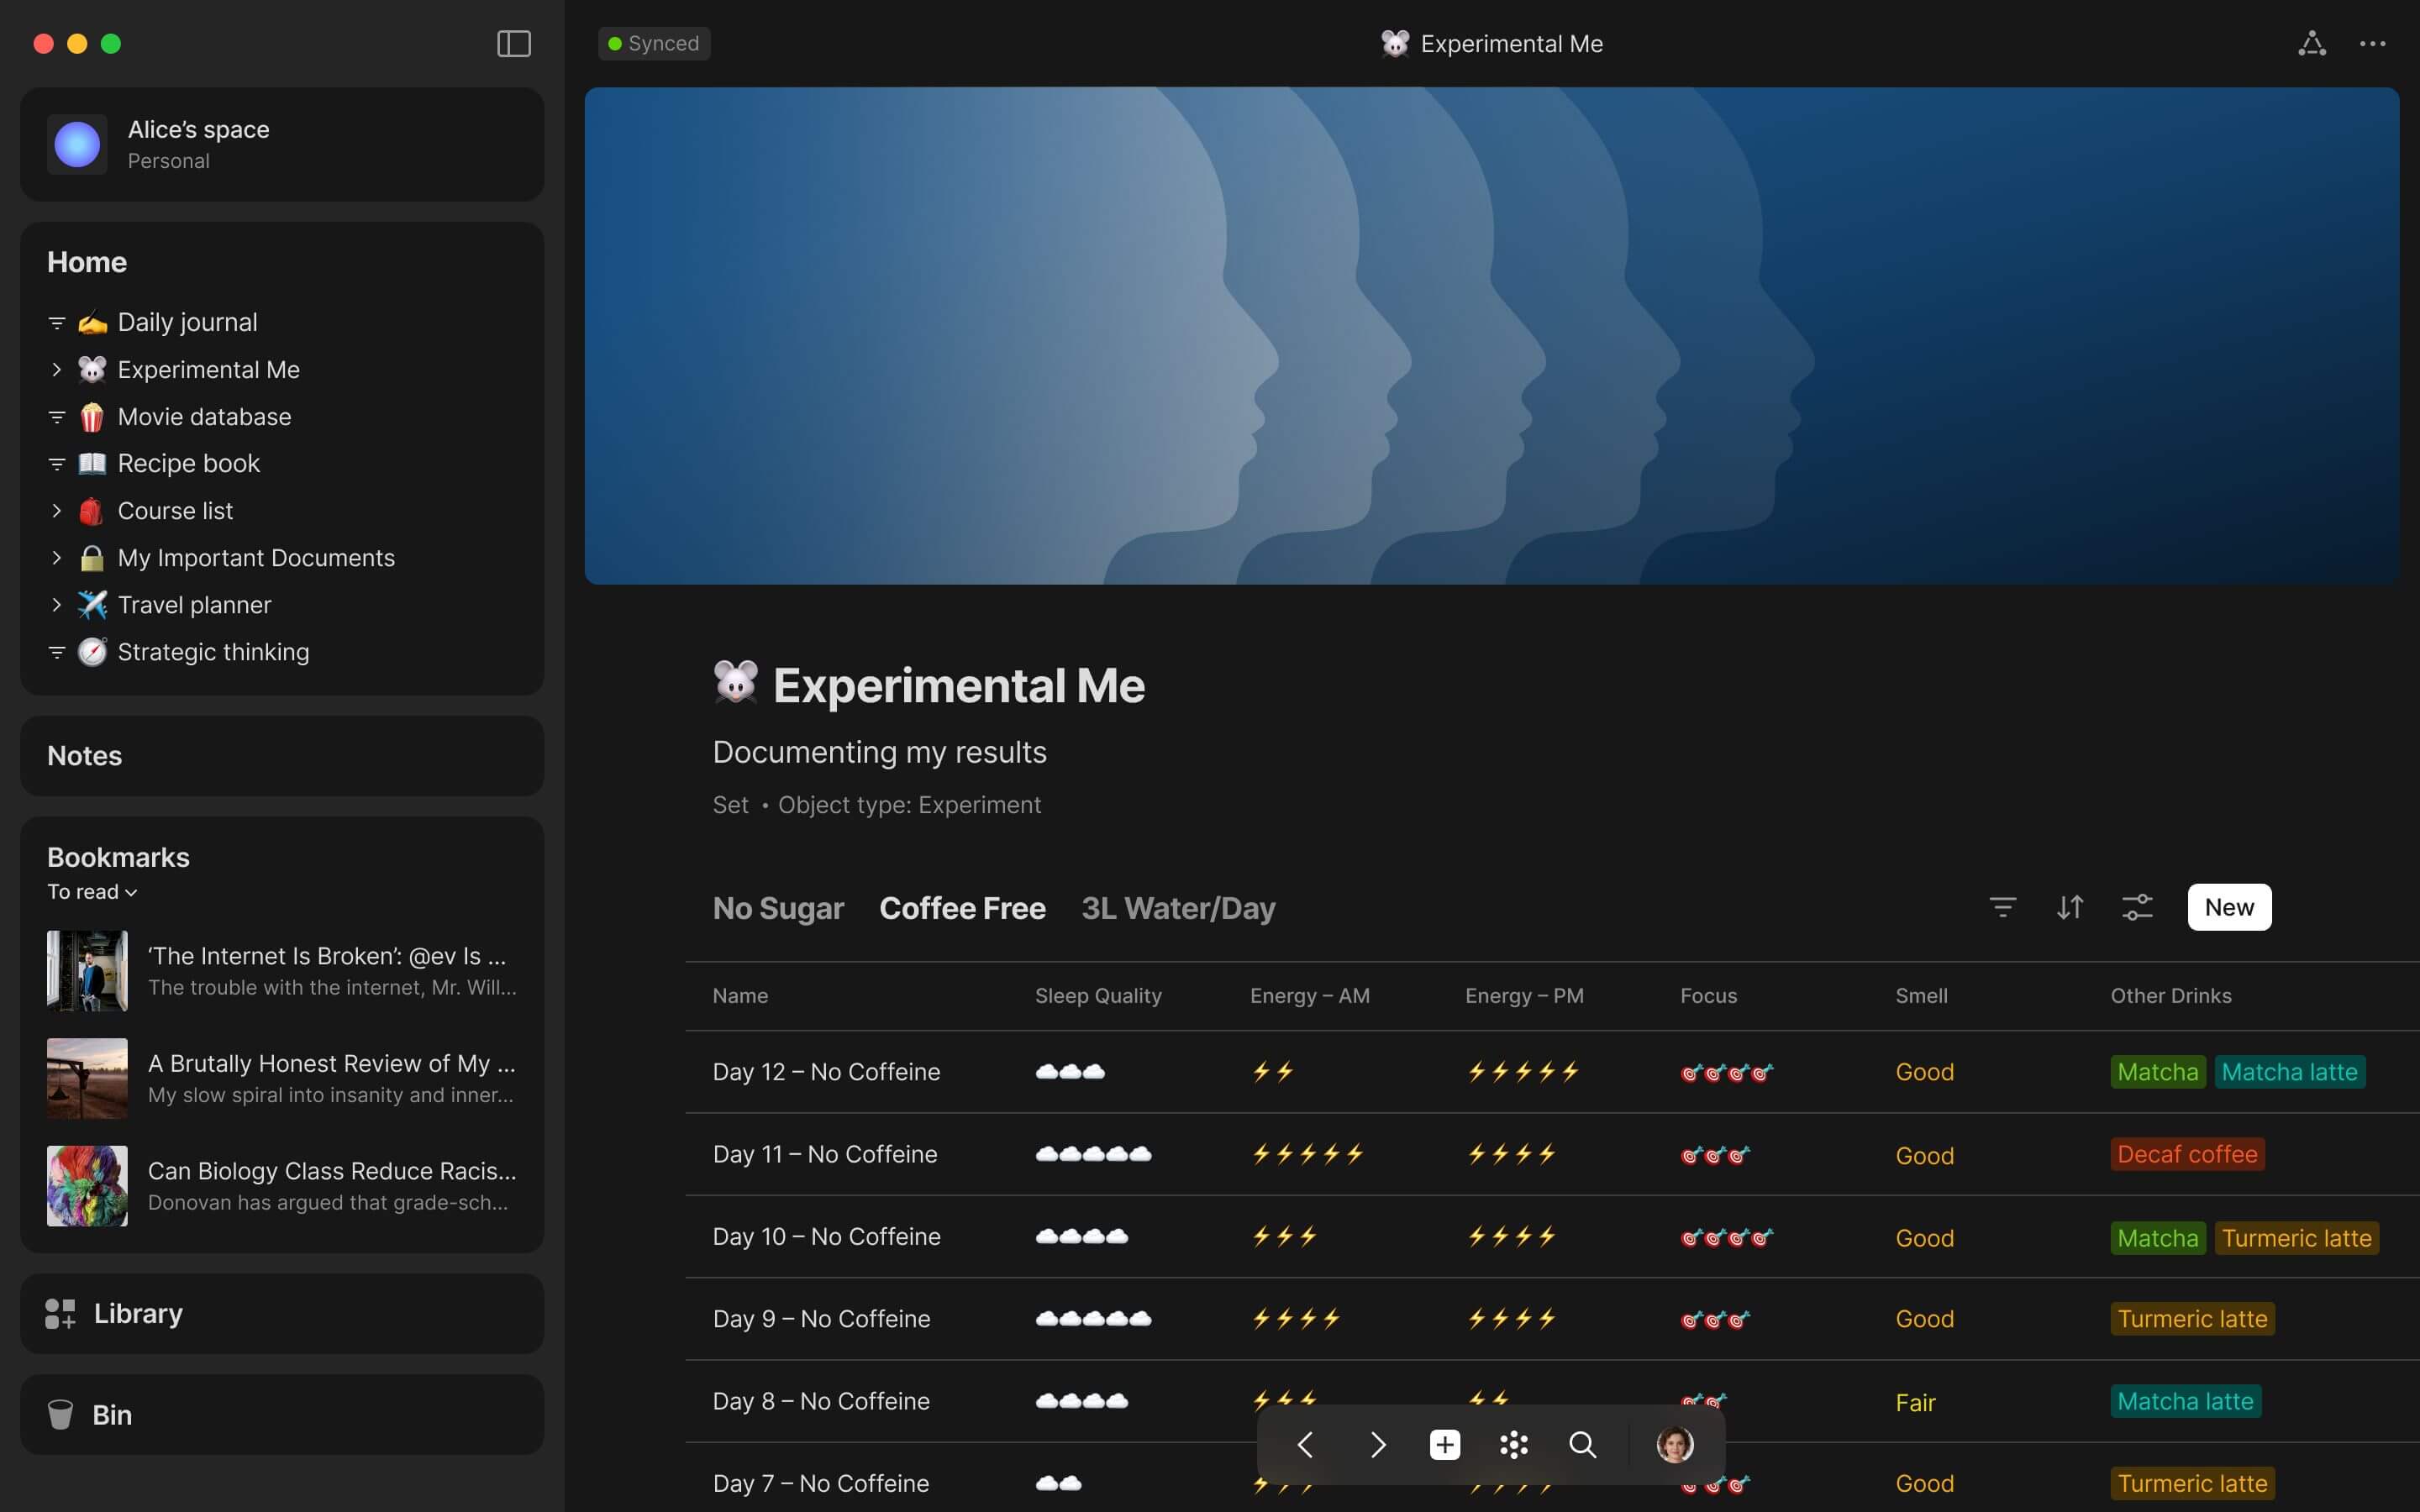 Alice’s space
Personal
Home
Daily journal
Experimental Me
Movie database
Recipe book
Course list
My Important Documents
Travel planner
Strategic thinking
Notes
Bookmarks
To read
‘The Internet Is Broken’: @ev Is ...
The trouble with the internet, Mr. Will...
A Brutally Honest Review of My ...
My slow spiral into insanity and inner...
Can Biology Class Reduce Racis...
Donovan has argued that grade-sch...
Library
Bin
Synced
Experimental Me
Experimental Me
Documenting my results
Set • Object type: Experiment
No Sugar Coffee Free 3L Water/Day New
Name Sleep Quality Energy – AM Energy – PM Focus Smell Other Drinks
Day 12 – No Coffeine Good Matcha Matcha latte
Day 11 – No Coffeine Good Decaf coffee
Day 10 – No Coffeine Good Matcha Turmeric latte
Day 9 – No Coffeine Good Turmeric latte
Day 8 – No Coffeine Fair Matcha latte
Day 7 – No Coffeine Good Turmeric latte